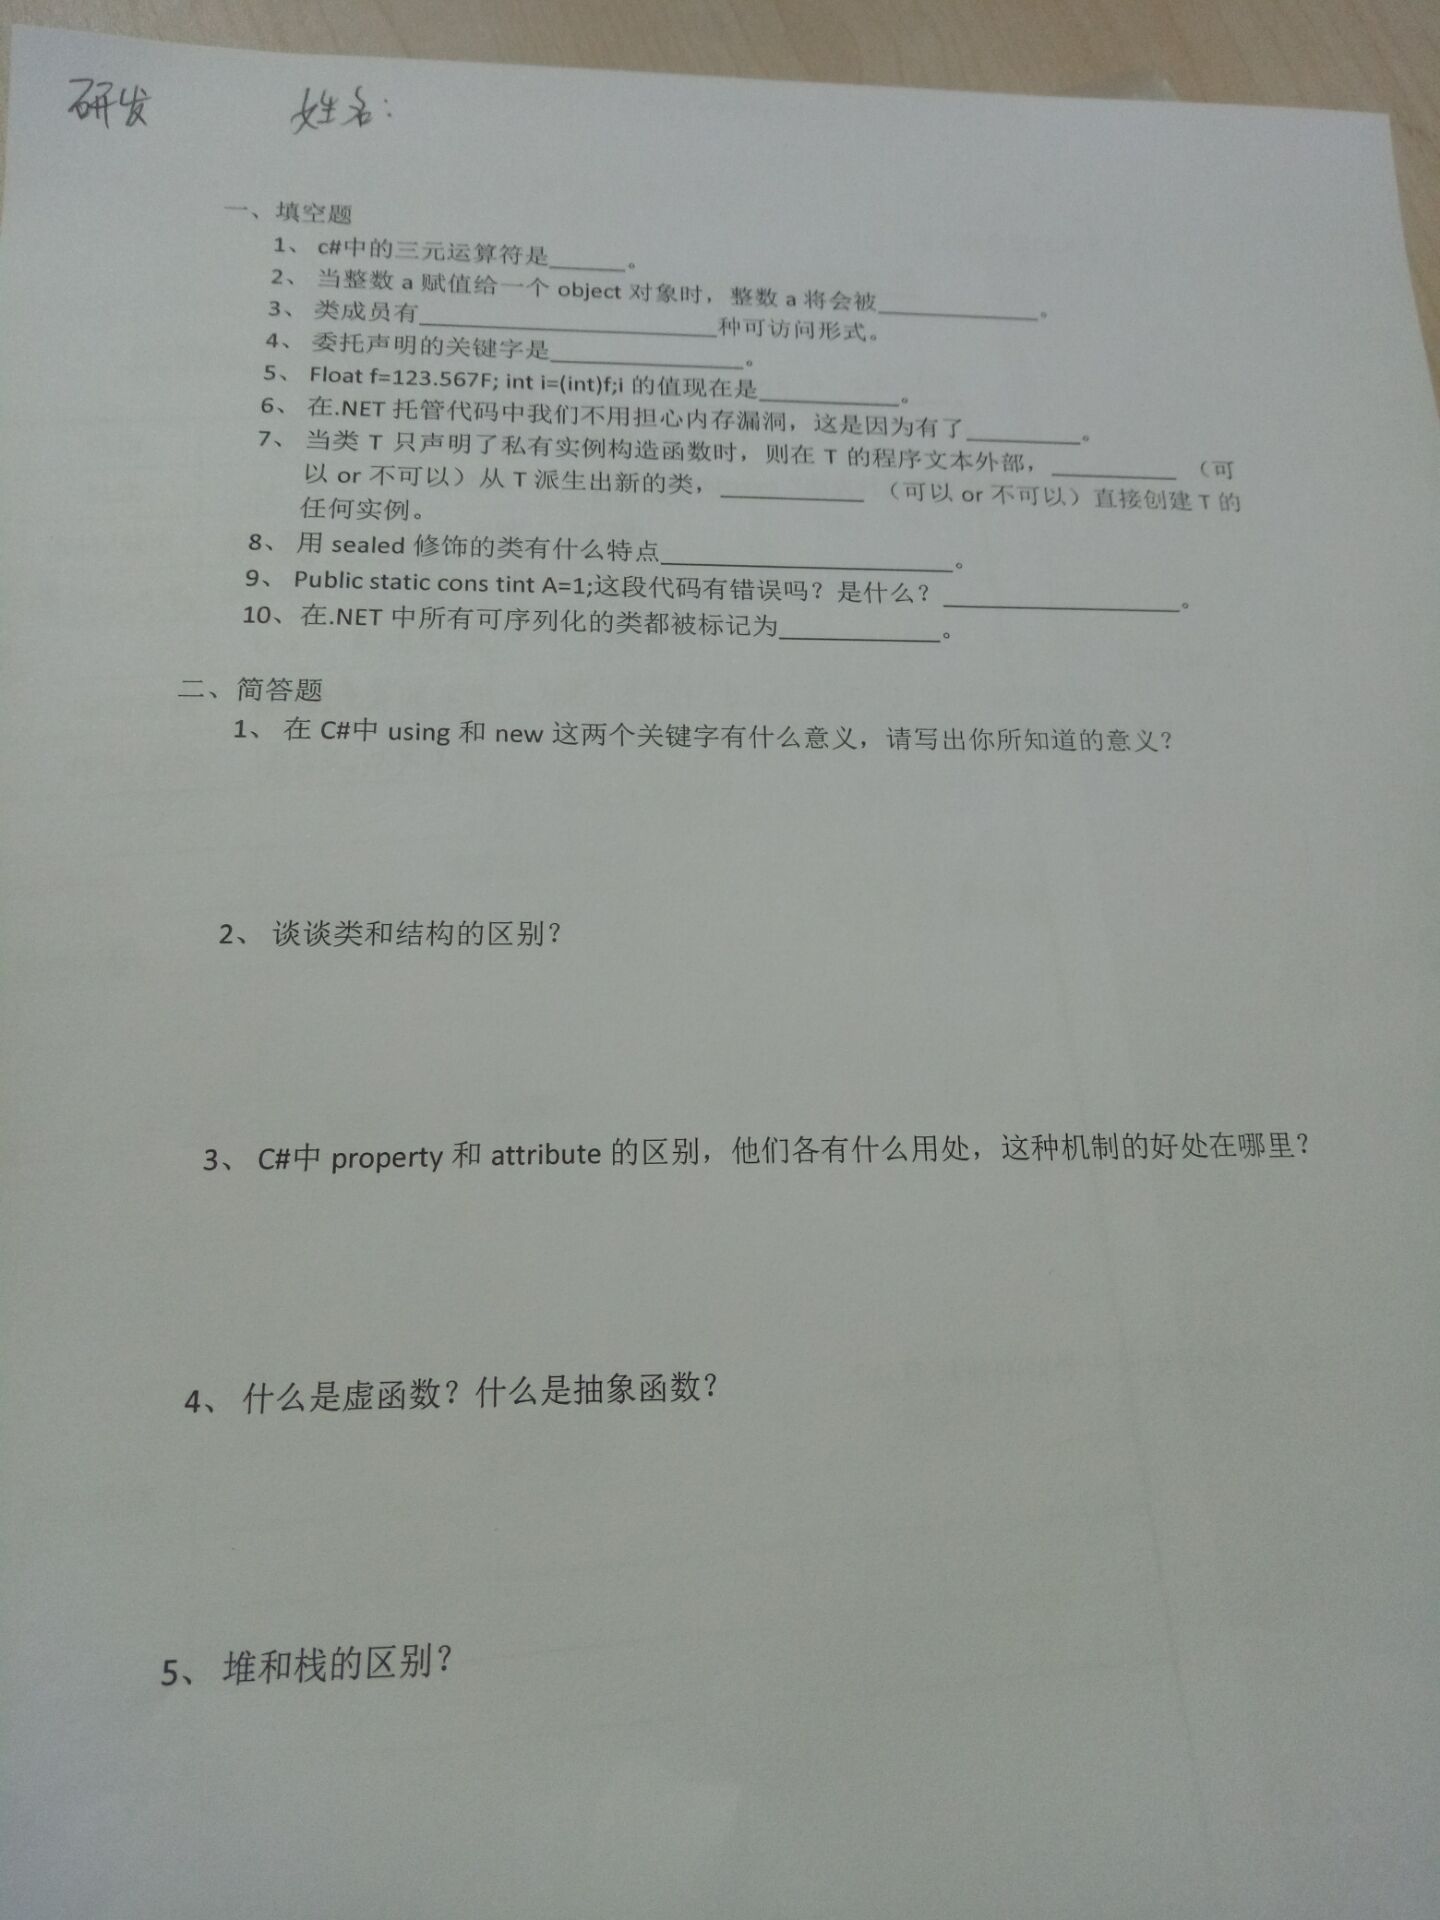 研发 姓名:
一、填空题
1、 c#中的三元运算符是______。
2、 当整数 a 赋值给一个 object 对象时，整数 a 将会被____________。
3、 类成员有______________________种可访问形式。
4、 委托声明的关键字是______________。
5、 Float f=123.567F; int i=(int)f;i 的值现在是__________。
6、 在.NET 托管代码中我们不用担心内存漏洞，这是因为有了________。
7、 当类 T 只声明了私有实例构造函数时，则在 T 的程序文本外部，_________ （可
以 or 不可以）从 T 派生出新的类，__________ （可以 or 不可以）直接创建 T 的
任何实例。
8、 用 sealed 修饰的类有什么特点____________________。
9、 Public static cons tint A=1;这段代码有错误吗？是什么？________________。
10、在.NET 中所有可序列化的类都被标记为___________。
二、简答题
1、 在 C#中 using 和 new 这两个关键字有什么意义，请写出你所知道的意义？
2、 谈谈类和结构的区别？
3、 C#中 property 和 attribute 的区别，他们各有什么用处，这种机制的好处在哪里？
4、 什么是虚函数？什么是抽象函数？
5、 堆和栈的区别？